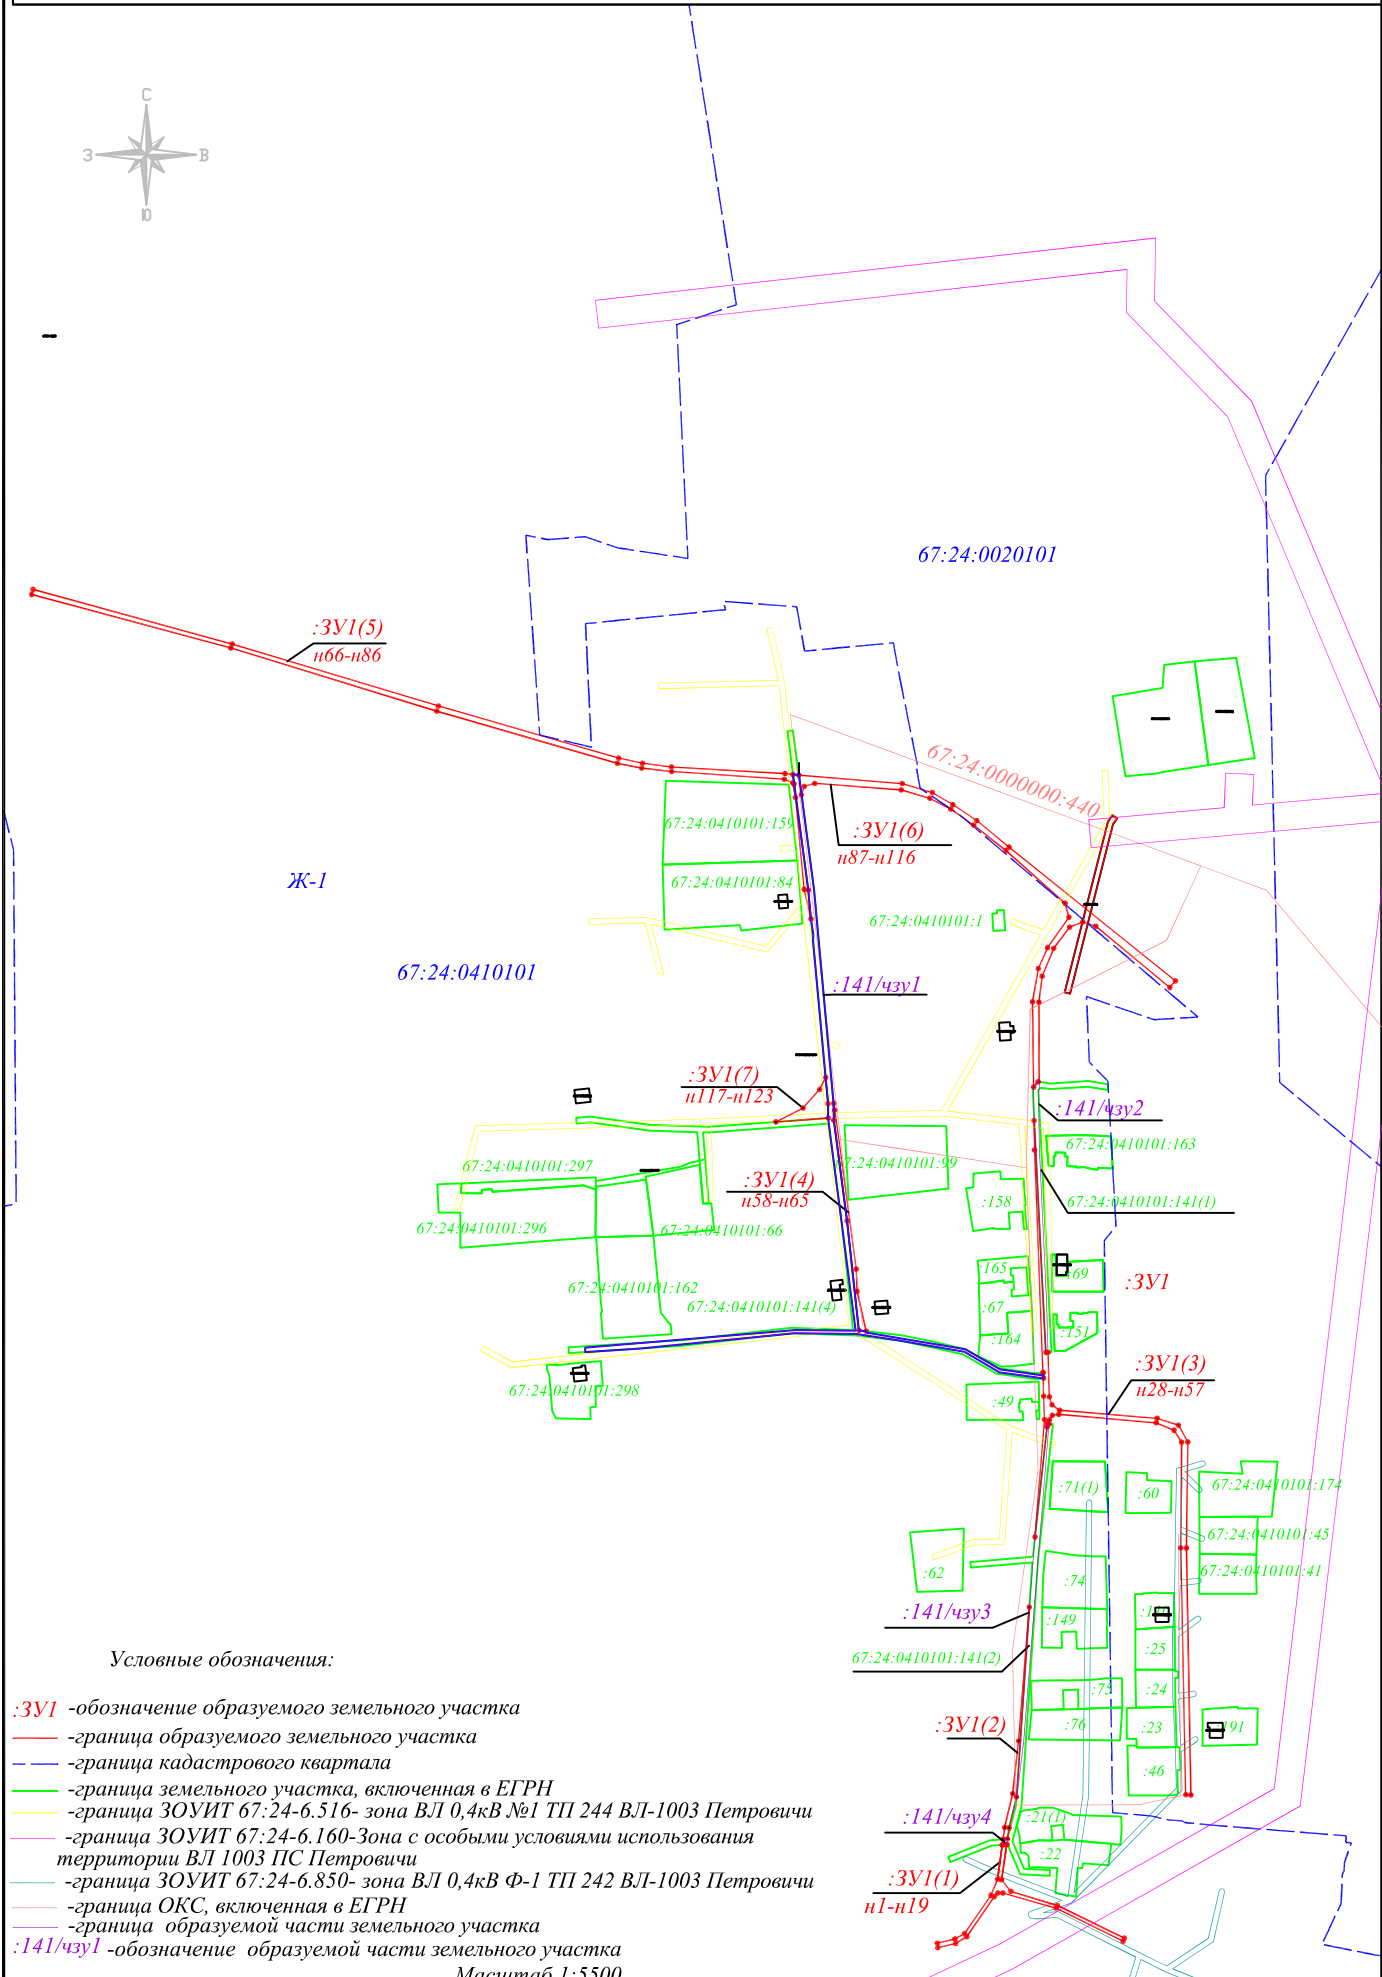 С
З
В
Ю
67:24:0020101
:ЗУ1(5)
н66-н86
67:24:0000000:440
67:24:0410101:159
:ЗУ1(6)
н87-н116
Ж-1
67:24:0410101:84
67:24:0410101:1
67:24:0410101
:141/чзу1
:ЗУ1(7)
н117-н123
:141/чзу2
67:24:0410101:163
67:24:0410101:297
67:24:0410101:99
:ЗУ1(4)
н58-н65
:158
67:24:0410101:141(1)
67:24:0410101:296
67:24:0410101:66
:165
:69
:ЗУ1
67:24:0410101:162
67:24:0410101:141(4)
:67
:164
:151
:ЗУ1(3)
н28-н57
67:24:0410101:298
:49
:71(1)
:60
67:24:0410101:174
67:24:0410101:45
67:24:0410101:41
:62
:74
:141/чзу3
:149
:25
67:24:0410101:141(2)
:75
:24
:ЗУ1(2)
:76
:23
:191
:46
:141/чзу4
:21(1)
:22
:ЗУ1(1)
н1-н19
Условные обозначения:
:ЗУ1 -обозначение образуемого земельного участка
-граница образуемого земельного участка
-граница кадастрового квартала
-граница земельного участка, включенная в ЕГРН
-граница ЗОУИТ 67:24-6.516- зона ВЛ 0,4кВ №1 ТП 244 ВЛ-1003 Петровичи
-граница ЗОУИТ 67:24-6.160-Зона с особыми условиями использования
территории ВЛ 1003 ПС Петровичи
-граница ЗОУИТ 67:24-6.850- зона ВЛ 0,4кВ Ф-1 ТП 242 ВЛ-1003 Петровичи
-граница ОКС, включенная в ЕГРН
-граница образуемой части земельного участка
:141/чзу1 -обозначение образуемой части земельного участка
Масштаб 1:5500